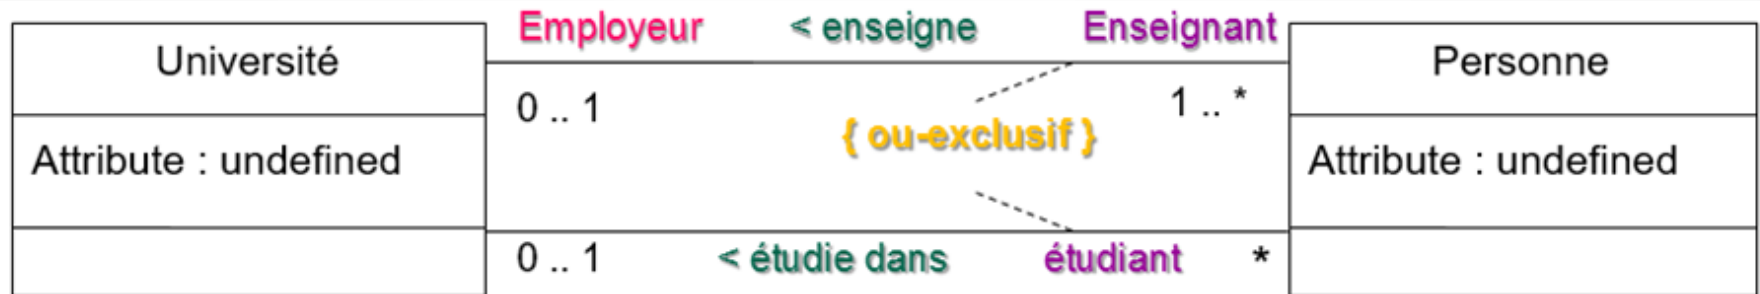 Université
Attribute : undefined
Employeur < enseigne Enseignant
0 .. 1 1 .. *
{ ou-exclusif }
0 .. 1 < étudie dans étudiant *
Personne
Attribute : undefined